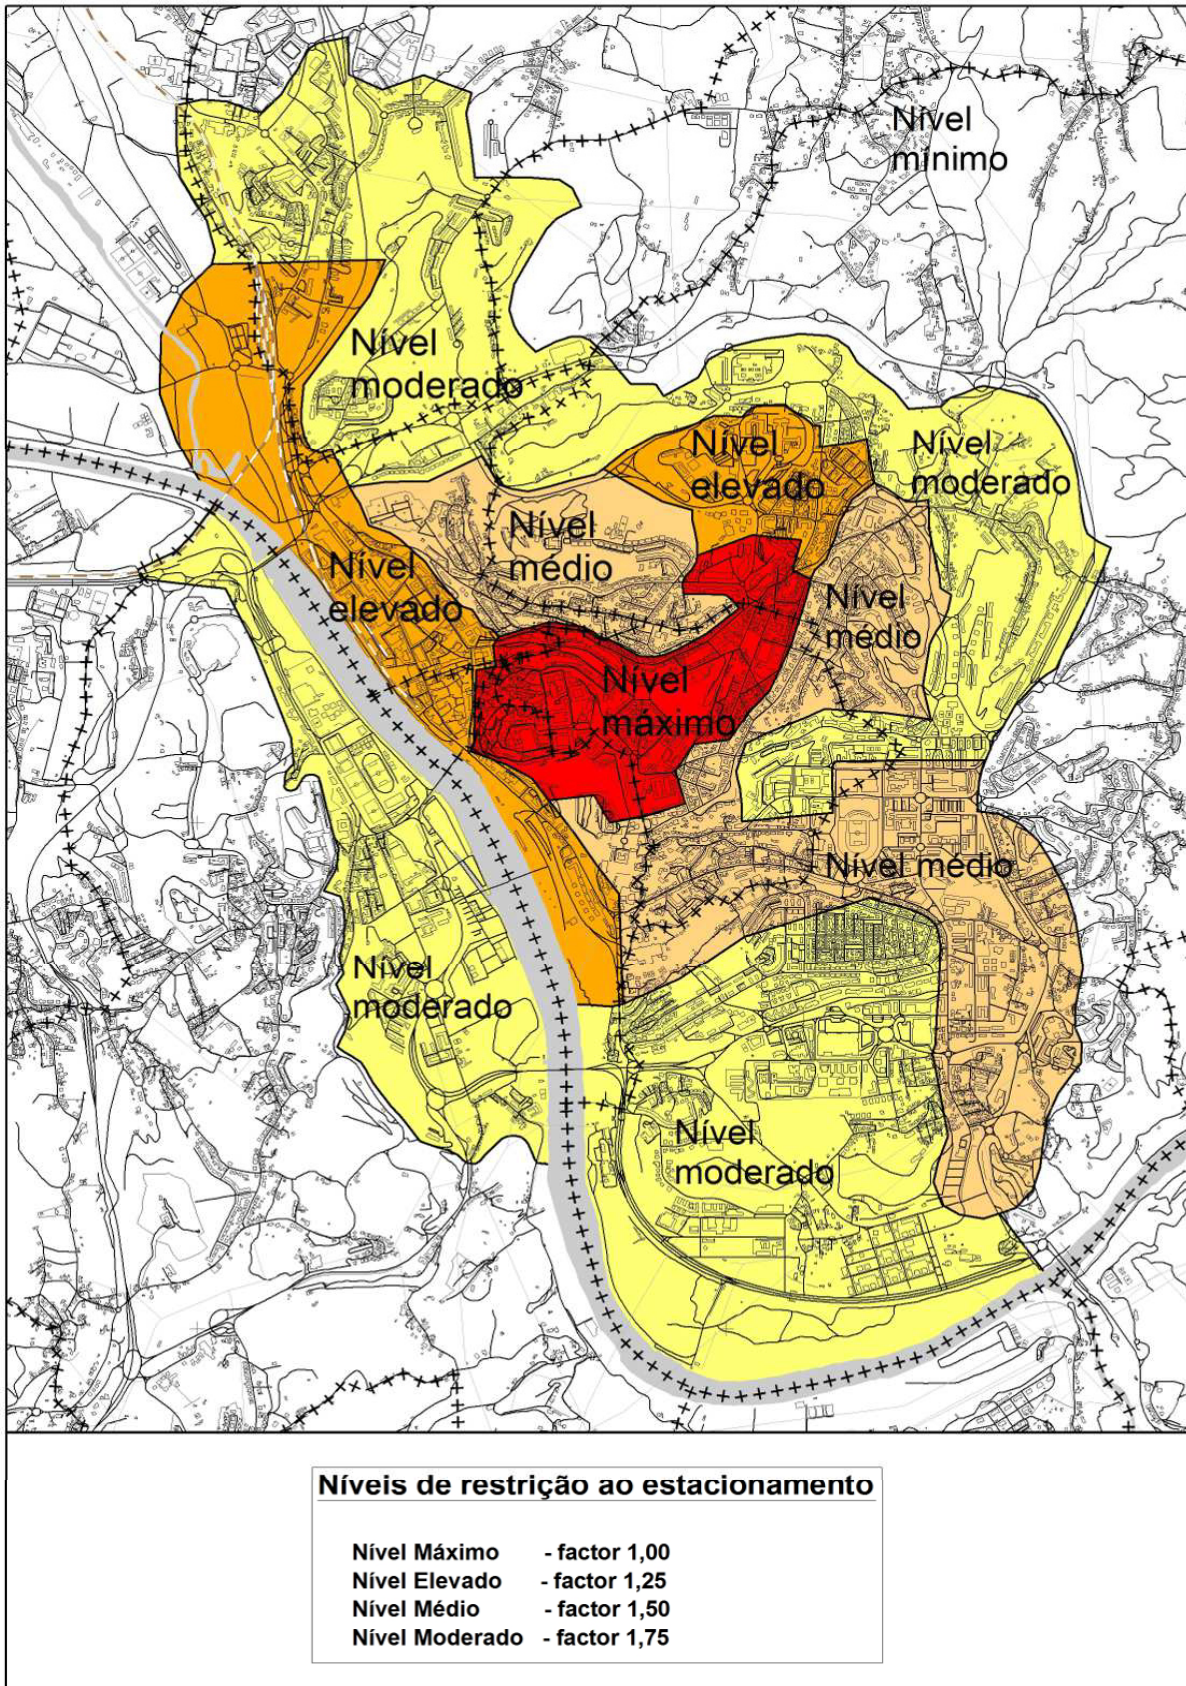 Nível
mínimo
Nível
moderado
Nível
elevado
Nível
moderado
Nível
médio
Nível
elevado
Nível
médio
Nível
máximo
Nível médio
Nível
moderado
Nível
moderado
Níveis de restrição ao estacionamento
Nível Máximo - factor 1,00
Nível Elevado - factor 1,25
Nível Médio - factor 1,50
Nível Moderado - factor 1,75